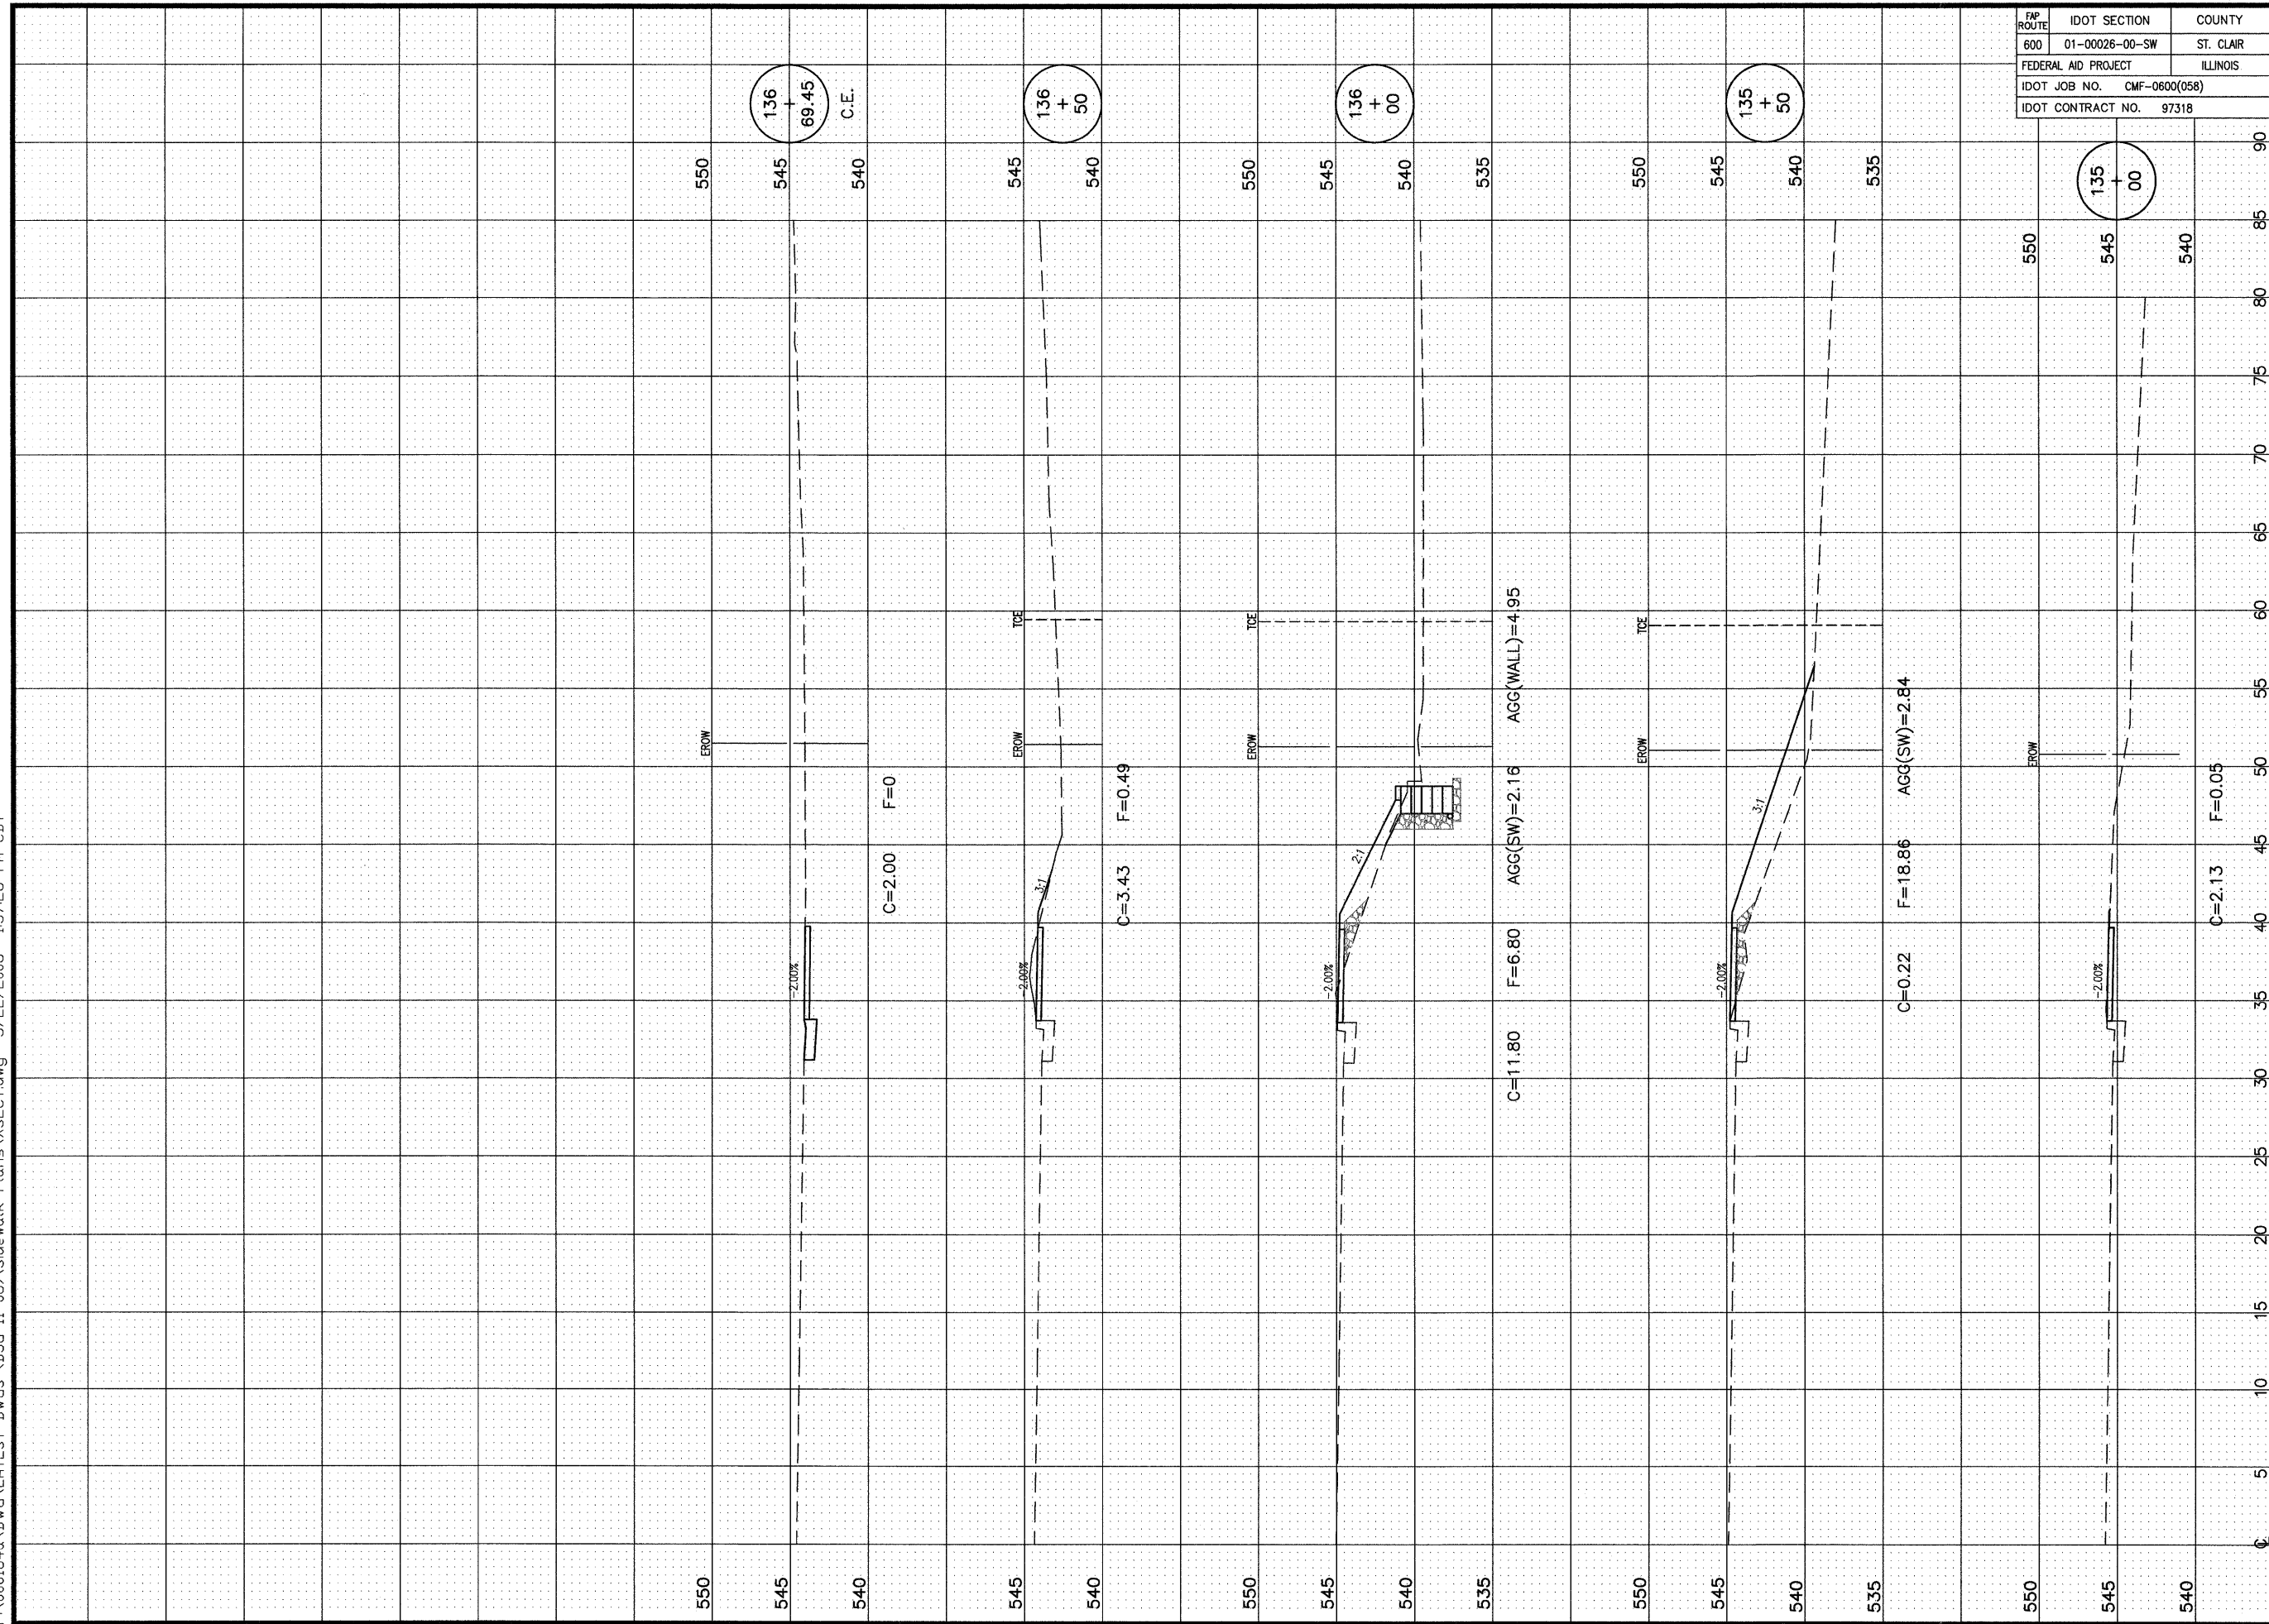 FAP ROUTE IDOT SECTION COUNTY
600 01-00026-00-SW ST. CLAIR
FEDERAL AID PROJECT ILLINOIS
IDOT JOB NO. CMF-0600(058)
IDOT CONTRACT NO. 97318
136 + 69.45
C.E.
550 545 540
EROW
-2.00%
C=2.00 F=0
550 545 540
136 + 50
545 540
TCE
EROW
3:1
-2.00%
C=3.43 F=0.49
545 540
136 + 00
550 545 540 535
TCE
EROW
2:1
-2.00%
C=11.80 F=6.80 AGG(SW)=2.16 AGG(WALL)=4.95
550 545 540 535
135 + 50
550 545 540 535
TCE
EROW
3:1
-2.00%
C=0.22 F=18.86 AGG(SW)=2.84
550 545 540 535
135 + 00
550 545 540
EROW
-2.00%
C=2.13 F=0.05
550 545 540
℄ 5 10 15 20 25 30 35 40 45 50 55 60 65 70 75 80 85 90